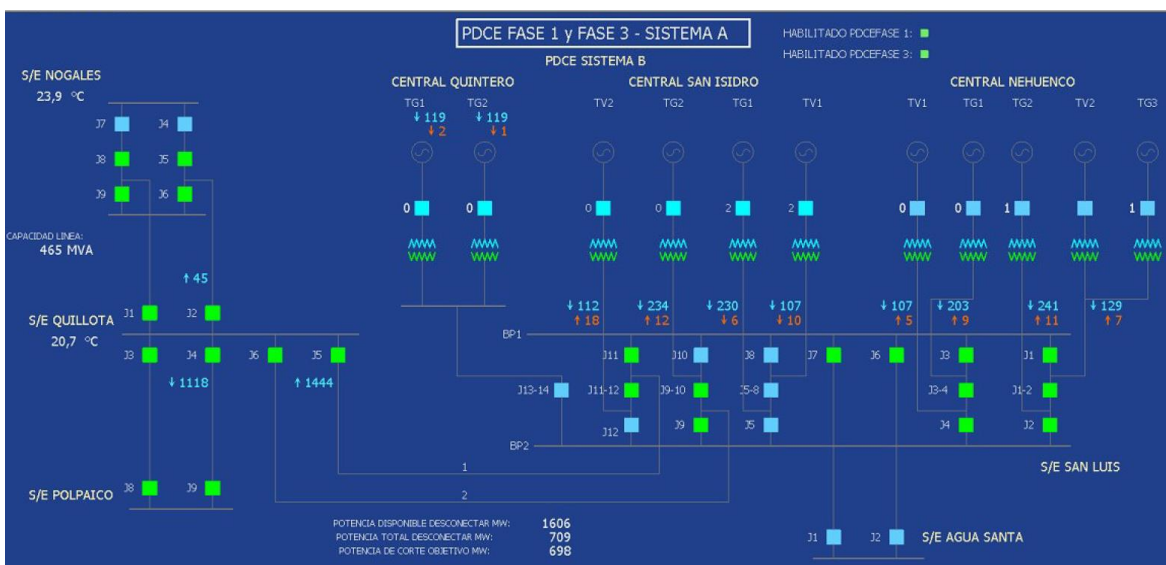 PDCE FASE 1 y FASE 3 - SISTEMA A
HABILITADO PDCEFASE 1:
HABILITADO PDCEFASE 3:
PDCE SISTEMA B
S/E NOGALES
23,9 ºC
CENTRAL QUINTERO
CENTRAL SAN ISIDRO
CENTRAL NEHUENCO
TG1 TG2 TV2 TG2 TG1 TV1 TV1 TG1 TG2 TV2 TG3
↓ 119 ↓ 119
↓ 2 ↓ 1
J7 J4
J8 J5
J9 J6
0 0 0 0 2 2 0 0 1 1
CAPACIDAD LINEA:
465 MVA
↑ 45
↓ 112 ↓ 234 ↓ 230 ↓ 107 ↓ 107 ↓ 203 ↓ 241 ↓ 129
↑ 18 ↑ 12 ↓ 6 ↓ 10 ↑ 5 ↑ 9 ↑ 11 ↑ 7
J1 J2
S/E QUILLOTA
20,7 ºC
BP1
J3 J4 J6 J5 J11 J10 J8 J7 J6 J3 J1
↓ 1118 ↑ 1444
J13-14 J11-12 J9-10 J5-8 J3-4 J1-2
J12 J9 J5 J4 J2
BP2
1
S/E SAN LUIS
2
S/E POLPAICO
J8 J9
POTENCIA DISPONIBLE DESCONECTAR MW: 1606
POTENCIA TOTAL DESCONECTAR MW: 709
POTENCIA DE CORTE OBJETIVO MW: 698
J1 J2 S/E AGUA SANTA